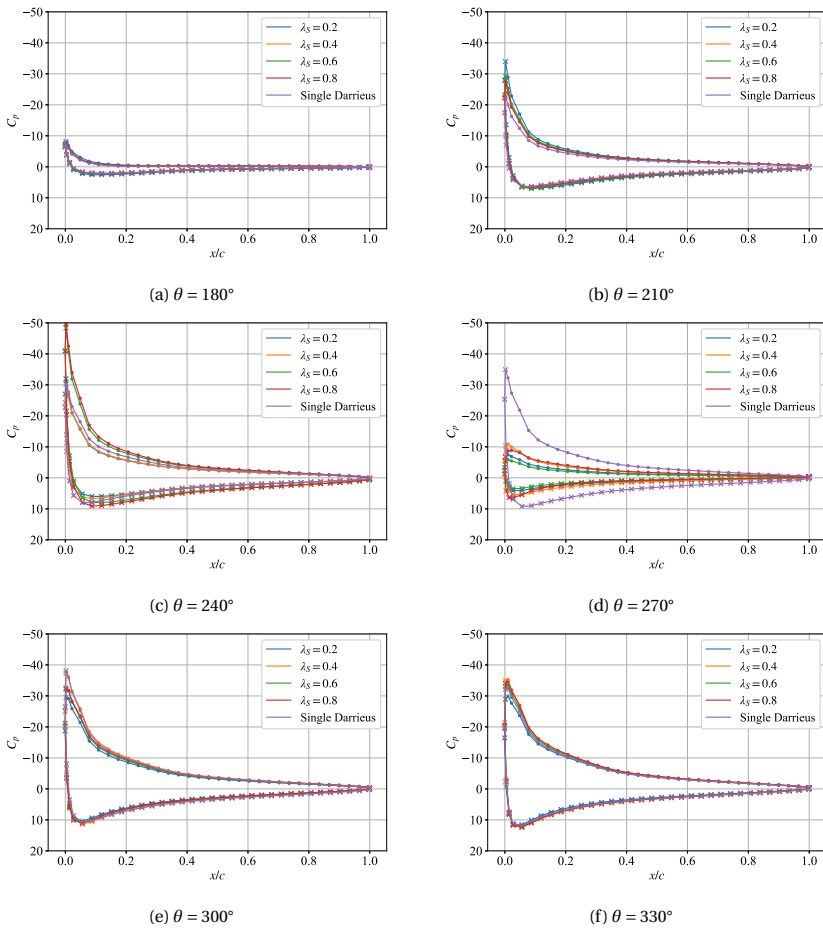 −50
−40
−30
−20
−10
0
10
20
C_p
0.0 0.2 0.4 0.6 0.8 1.0
x/c
λ_S = 0.2
λ_S = 0.4
λ_S = 0.6
λ_S = 0.8
Single Darrieus
(a) θ = 180°
−50
−40
−30
−20
−10
0
10
20
C_p
0.0 0.2 0.4 0.6 0.8 1.0
x/c
λ_S = 0.2
λ_S = 0.4
λ_S = 0.6
λ_S = 0.8
Single Darrieus
(b) θ = 210°
−50
−40
−30
−20
−10
0
10
20
C_p
0.0 0.2 0.4 0.6 0.8 1.0
x/c
λ_S = 0.2
λ_S = 0.4
λ_S = 0.6
λ_S = 0.8
Single Darrieus
(c) θ = 240°
−50
−40
−30
−20
−10
0
10
20
C_p
0.0 0.2 0.4 0.6 0.8 1.0
x/c
λ_S = 0.2
λ_S = 0.4
λ_S = 0.6
λ_S = 0.8
Single Darrieus
(d) θ = 270°
−50
−40
−30
−20
−10
0
10
20
C_p
0.0 0.2 0.4 0.6 0.8 1.0
x/c
λ_S = 0.2
λ_S = 0.4
λ_S = 0.6
λ_S = 0.8
Single Darrieus
(e) θ = 300°
−50
−40
−30
−20
−10
0
10
20
C_p
0.0 0.2 0.4 0.6 0.8 1.0
x/c
λ_S = 0.2
λ_S = 0.4
λ_S = 0.6
λ_S = 0.8
Single Darrieus
(f) θ = 330°